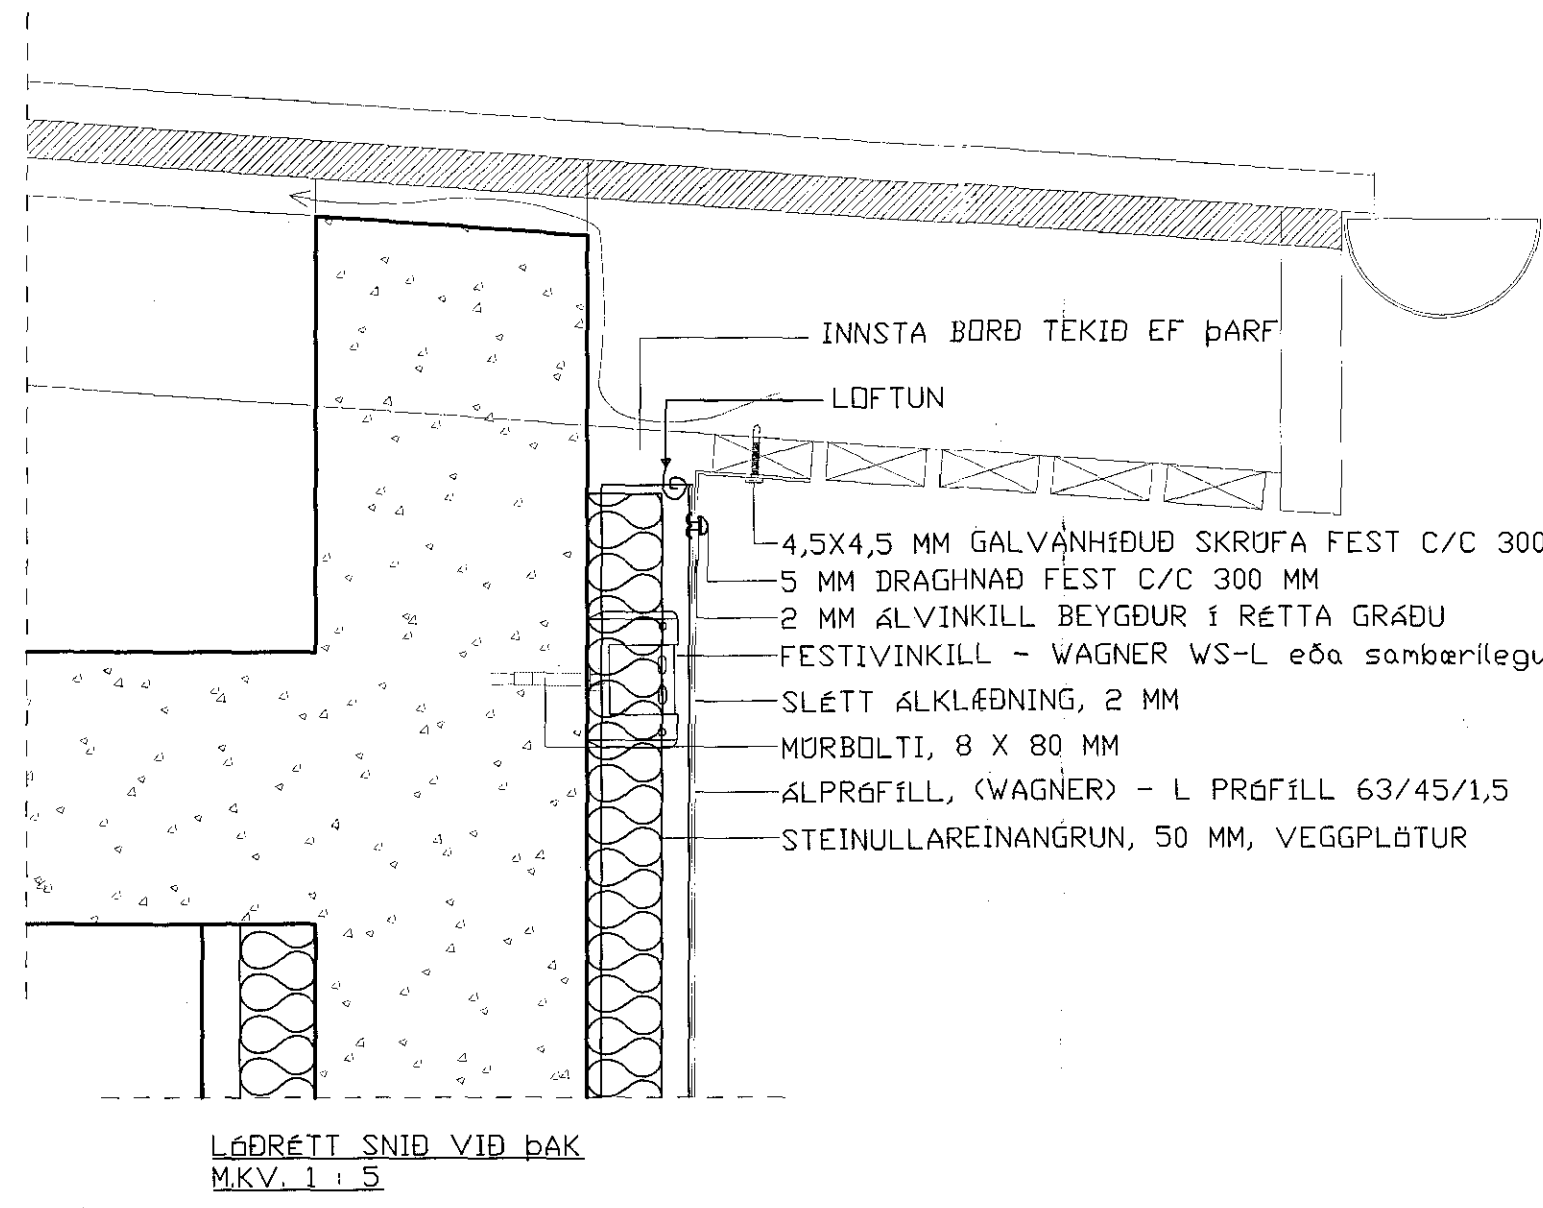 INNSTA BORÐ TEKIÐ EF ÞARF
LOFTUN
4,5X4,5 MM GALVANHÍÐUÐ SKRÚFA FEST C/C 300
5 MM DRAGHNAÐ FEST C/C 300 MM
2 MM ÁLVINKILL BEYGÐUR Í RÉTTA GRÁÐU
FESTIVINKILL - WAGNER WS-L eða sambærilegu
SLÉTT ÁLKLÆÐNING, 2 MM
MÚRBOLTI, 8 X 80 MM
ÁLPRÓFÍLL, (WAGNER) - L PRÓFÍLL 63/45/1,5
STEINULLAREINANGRUN, 50 MM, VEGGPLÖTUR
LÓÐRÉTT SNIÐ VIÐ ÞAK
M.KV. 1 : 5